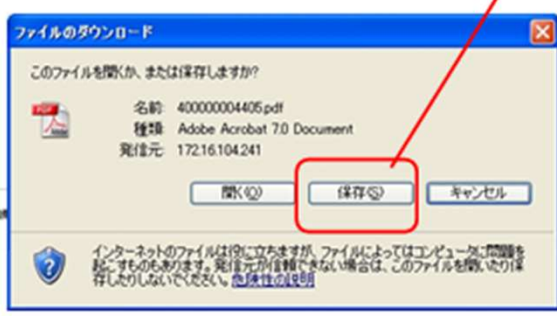 ファイルのダウンロード
このファイルを開くか、または保存しますか?
名前: 400000004405.pdf
種類: Adobe Acrobat 7.0 Document
発信元: 172.16.104.241
開く(O)
保存(S)
キャンセル
インターネットのファイルは役に立ちますが、ファイルによってはコンピュータに問題を
起こすものもあります。発信元が信頼できない場合は、このファイルを開いたり保
存したりしないでください。危険性の説明